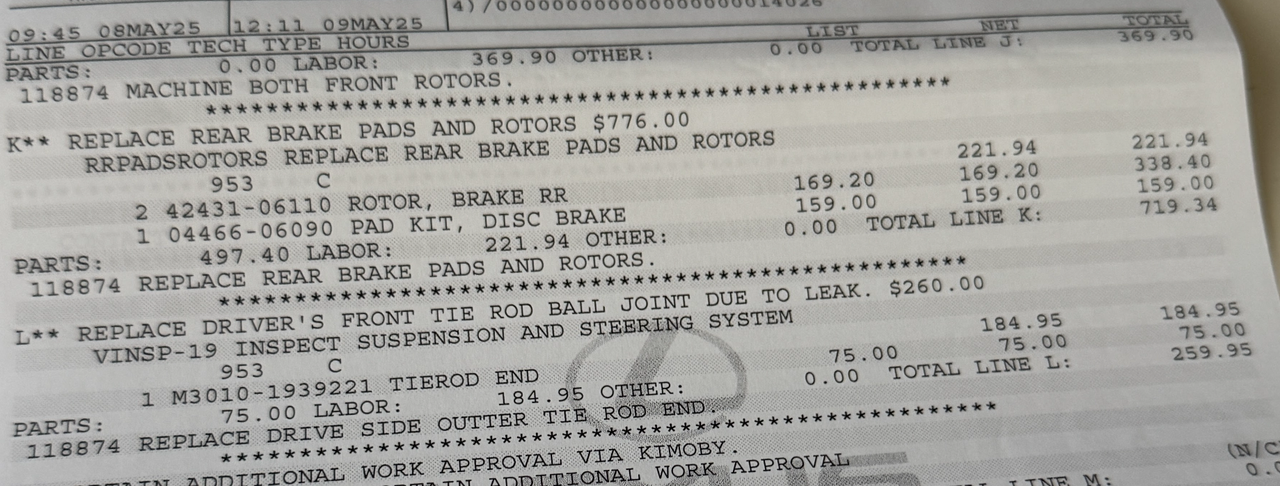 4)/00000000000000000000014026
09:45 08MAY25 12:11 09MAY25
LINE OPCODE TECH TYPE HOURS LIST NET TOTAL
PARTS: 0.00 LABOR: 369.90 OTHER: 0.00 TOTAL LINE J: 369.90
118874 MACHINE BOTH FRONT ROTORS.
****************************************************
K** REPLACE REAR BRAKE PADS AND ROTORS $776.00
RRPADSROTORS REPLACE REAR BRAKE PADS AND ROTORS
953 C 221.94 221.94
2 42431-06110 ROTOR, BRAKE RR 169.20 169.20 338.40
1 04466-06090 PAD KIT, DISC BRAKE 159.00 159.00 159.00
PARTS: 497.40 LABOR: 221.94 OTHER: 0.00 TOTAL LINE K: 719.34
118874 REPLACE REAR BRAKE PADS AND ROTORS.
****************************************************
L** REPLACE DRIVER'S FRONT TIE ROD BALL JOINT DUE TO LEAK. $260.00
VINSP-19 INSPECT SUSPENSION AND STEERING SYSTEM
953 C 184.95 184.95
1 M3010-1939221 TIEROD END 75.00 75.00 75.00
PARTS: 75.00 LABOR: 184.95 OTHER: 0.00 TOTAL LINE L: 259.95
118874 REPLACE DRIVE SIDE OUTTER TIE ROD END.
****************************************************
ADDITIONAL WORK APPROVAL VIA KIMOBY.
ADDITIONAL WORK APPROVAL (N/C
LINE M: